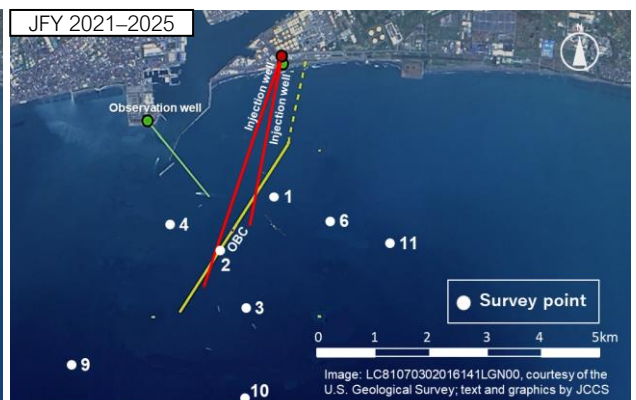 JFY 2021–2025
N
Observation well
Injection well
Injection well
OBC
1
4
6
11
2
3
9
10
Survey point
0 1 2 3 4 5km
Image: LC81070302016141LGN00, courtesy of the
U.S. Geological Survey; text and graphics by JCCS